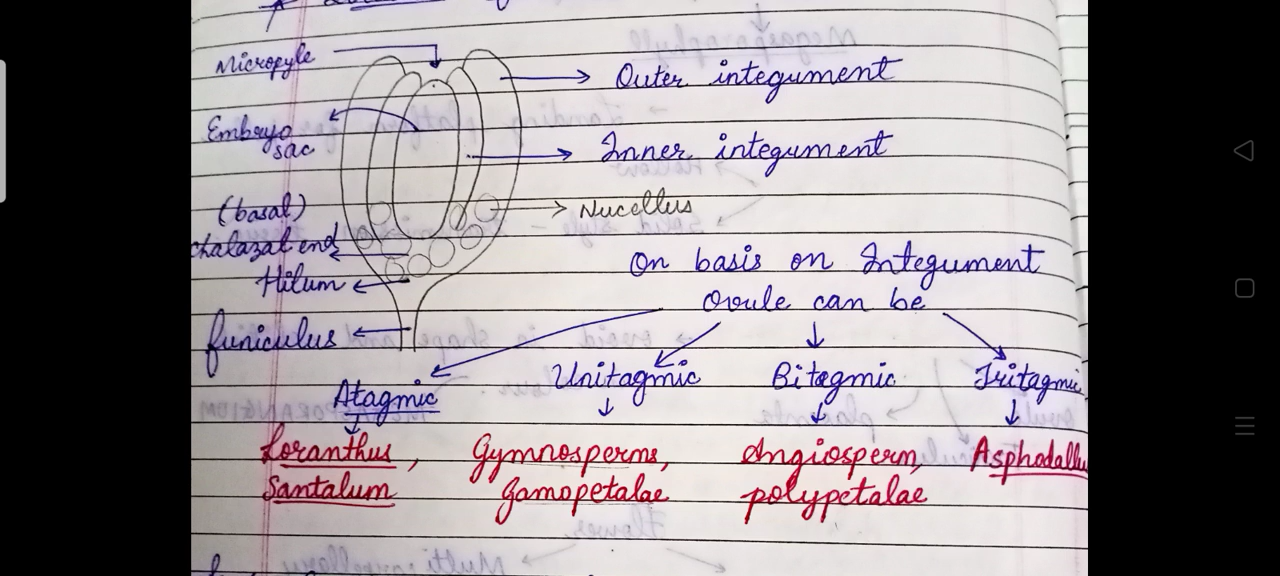 Micropyle
Outer integument
Embryo
sac
Inner integument
(basal)
Nucellus
chalazal end
On basis on Integument
Hilum
Ovule can be
funiculus
Atagmic
Unitagmic
Bitegmic
Tritagmic
Loranthus,
Santalum
Gymnosperms,
Gamopetalae
Angiosperm,
polypetalae
Asphodallu